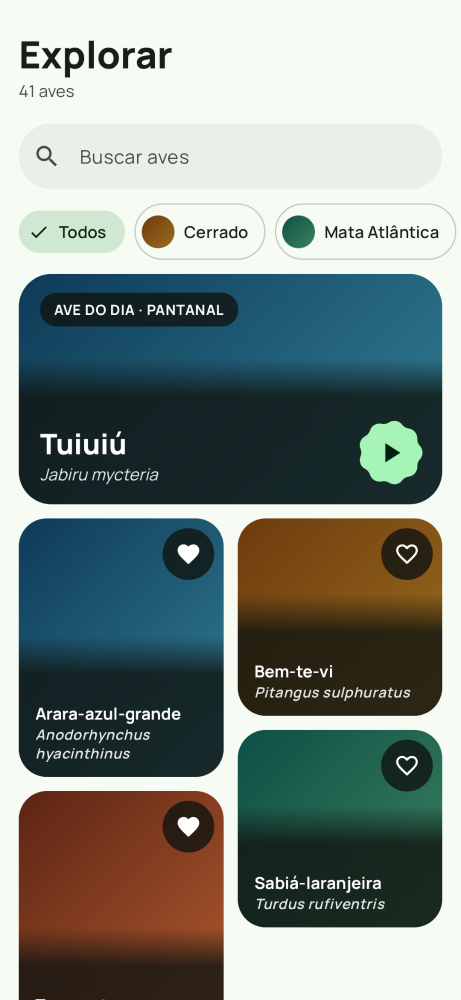 Explorar
41 aves
Buscar aves
Todos
Cerrado
Mata Atlântica
AVE DO DIA · PANTANAL
Tuiuiú
Jabiru mycteria
Arara-azul-grande
Anodorhynchus
hyacinthinus
Bem-te-vi
Pitangus sulphuratus
Sabiá-laranjeira
Turdus rufiventris